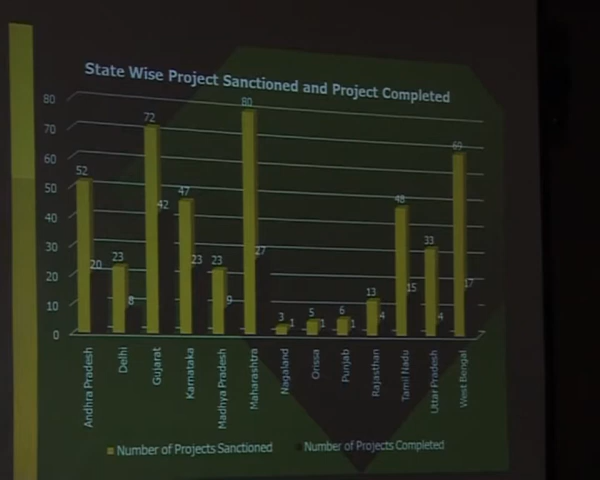 State Wise Project Sanctioned and Project Completed
80
70
60
50
40
30
20
10
0
52
20
23
8
72
42
47
23
23
9
80
27
3
1
5
1
6
1
13
4
48
15
33
4
69
17
Andhra Pradesh
Delhi
Gujarat
Karnataka
Madhya Pradesh
Maharashtra
Nagaland
Orissa
Punjab
Rajasthan
Tamil Nadu
Uttar Pradesh
West Bengal
Number of Projects Sanctioned
Number of Projects Completed